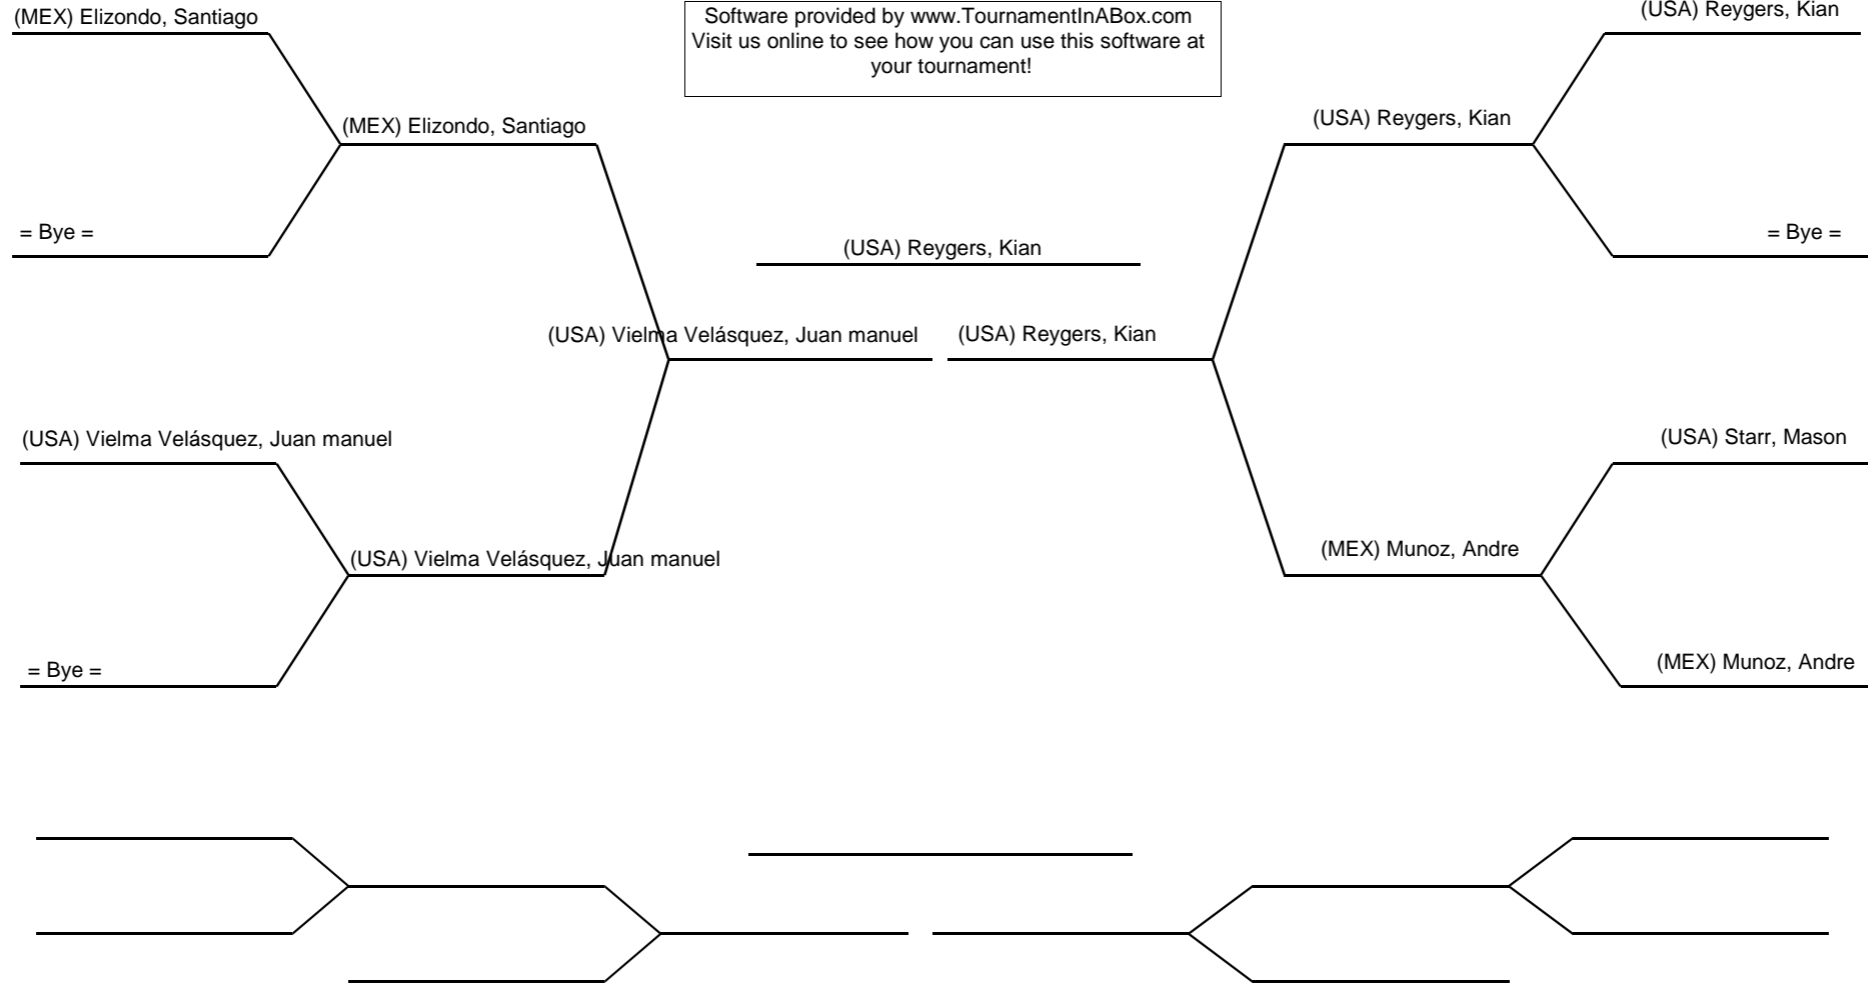 (MEX) Elizondo, Santiago
Software provided by www.TournamentInABox.com
Visit us online to see how you can use this software at
your tournament!
(USA) Reygers, Kian
(MEX) Elizondo, Santiago
(USA) Reygers, Kian
= Bye =
(USA) Reygers, Kian
= Bye =
(USA) Vielma Velásquez, Juan manuel
(USA) Reygers, Kian
(USA) Vielma Velásquez, Juan manuel
(USA) Starr, Mason
(USA) Vielma Velásquez, Juan manuel
(MEX) Munoz, Andre
= Bye =
(MEX) Munoz, Andre